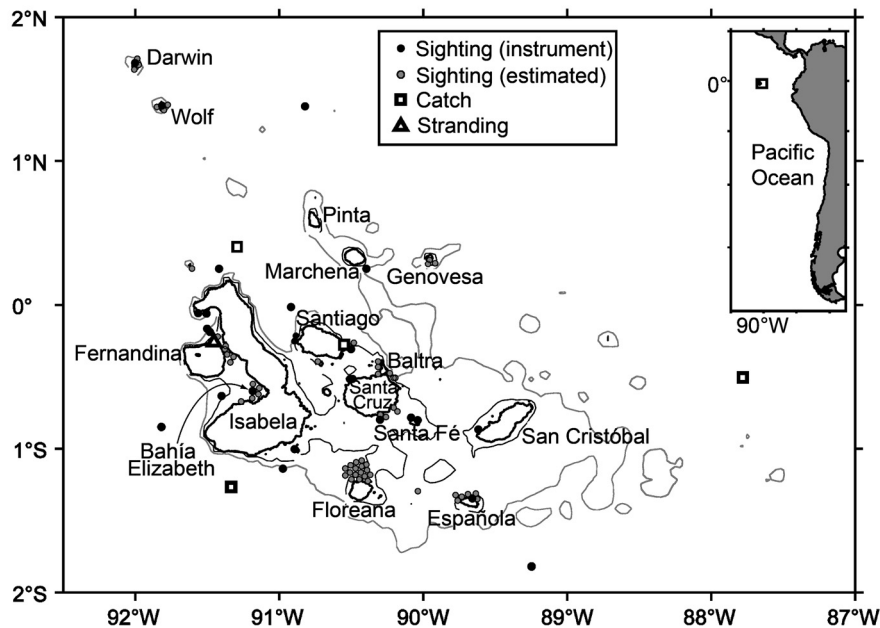 2°N
1°N
0°
1°S
2°S
92°W
91°W
90°W
89°W
88°W
87°W
Sighting (instrument)
Sighting (estimated)
Catch
Stranding
0°
Pacific
Ocean
90°W
Darwin
Wolf
Pinta
Marchena
Genovesa
Santiago
Fernandina
Baltra
Santa
Cruz
Isabela
Santa Fé
San Cristóbal
Bahía
Elizabeth
Floreana
Española